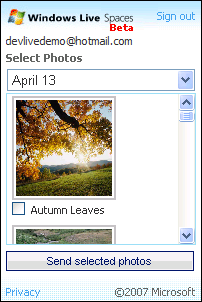 Windows Live Spaces Sign out
Beta
devlivedemo@hotmail.com
Select Photos
April 13
Autumn Leaves
Send selected photos
Privacy ©2007 Microsoft